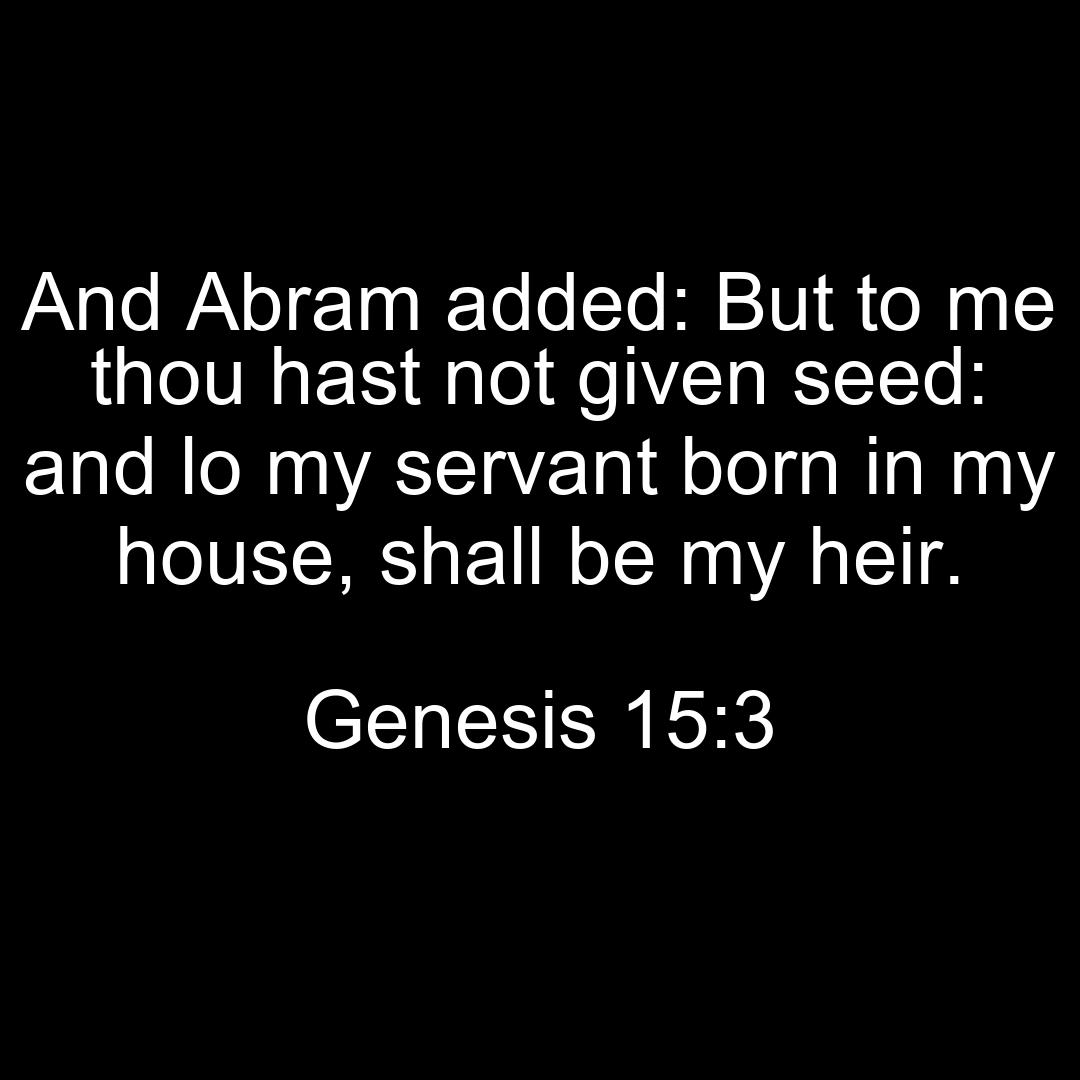 And Abram added: But to me
thou hast not given seed:
and lo my servant born in my
house, shall be my heir.
Genesis 15:3